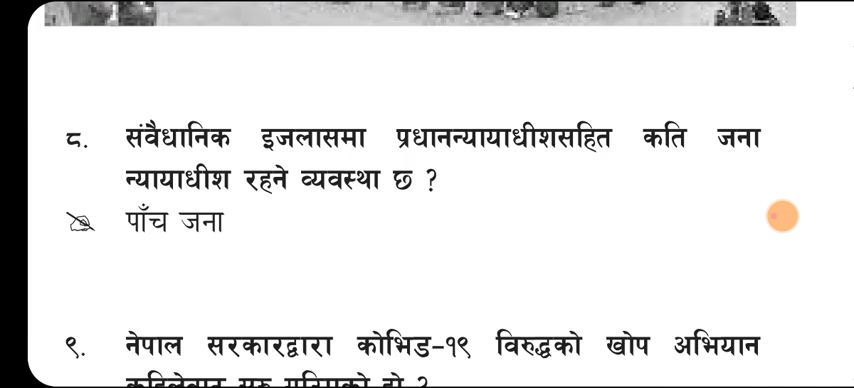 ८. संवैधानिक इजलासमा प्रधानन्यायाधीशसहित कति जना
न्यायाधीश रहने व्यवस्था छ ?
पाँच जना
९. नेपाल सरकारद्वारा कोभिड-१९ विरुद्धको खोप अभियान